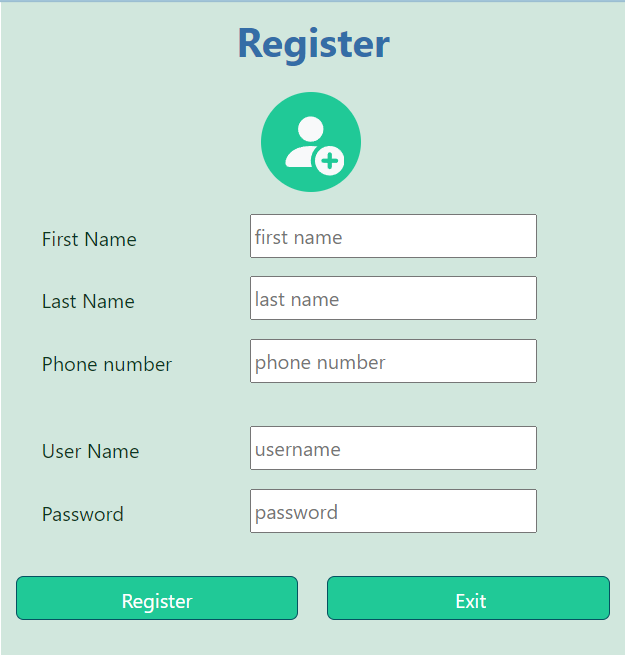 Register
First Name
first name
Last Name
last name
Phone number
phone number
User Name
username
Password
password
Register
Exit